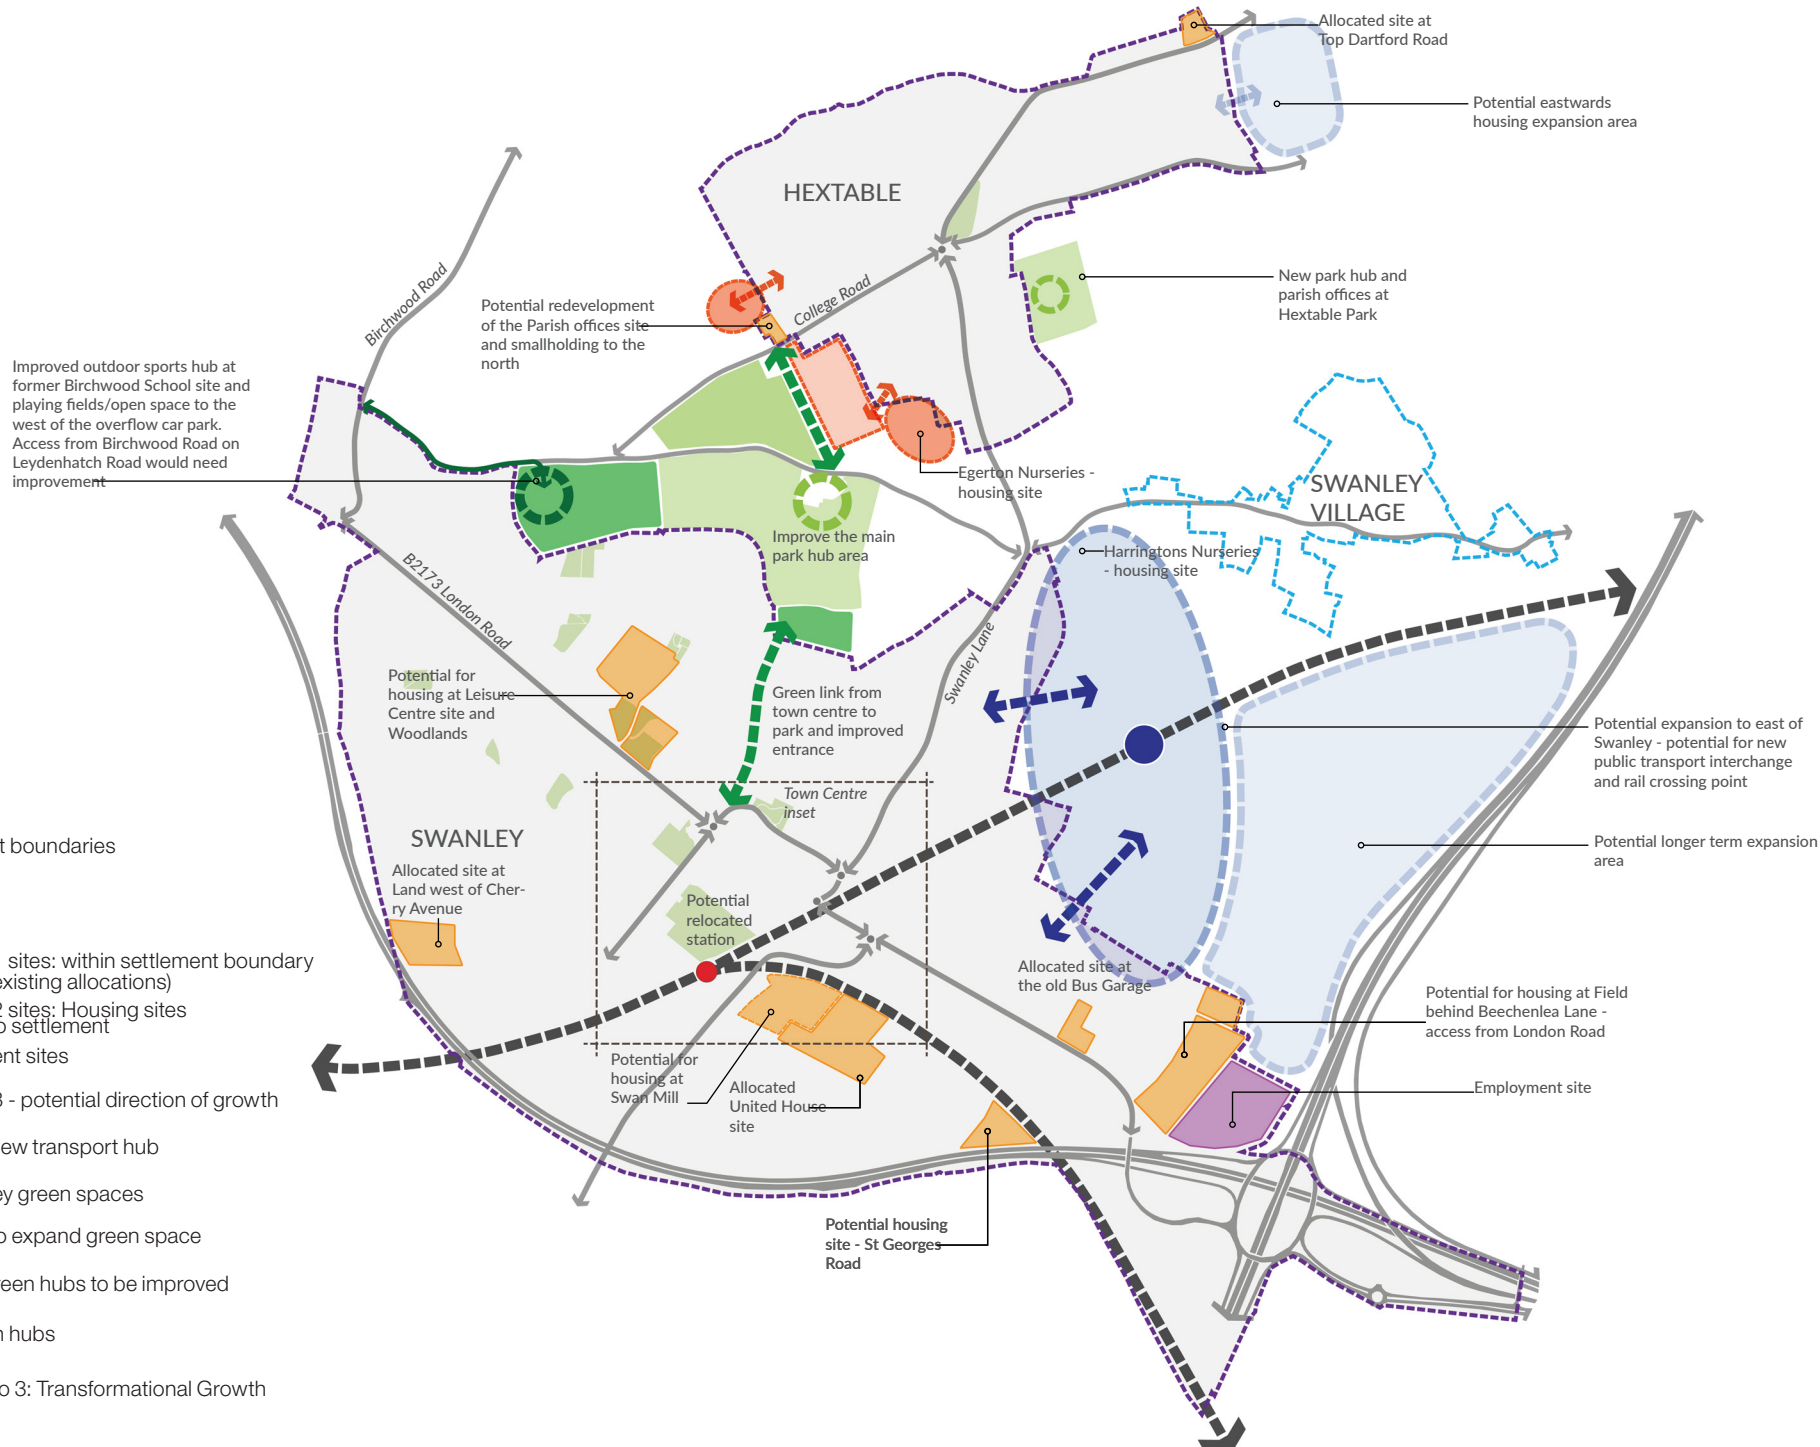 Allocated site at
Top Dartford Road
Potential eastwards
housing expansion area
HEXTABLE
Birchwood Road
College Road
New park hub and
parish offices at
Hextable Park
Potential redevelopment
of the Parish offices site
and smallholding to the
north
Improved outdoor sports hub at
former Birchwood School site and
playing fields/open space to the
west of the overflow car park.
Access from Birchwood Road on
Leydenhatch Road would need
improvement
Egerton Nurseries -
housing site
SWANLEY
VILLAGE
Improve the main
park hub area
Harringtons Nurseries
- housing site
B2173 London Road
Swanley Lane
Potential for
housing at Leisure
Centre site and
Woodlands
Green link from
town centre to
park and improved
entrance
Potential expansion to east of
Swanley - potential for new
public transport interchange
and rail crossing point
Town Centre
inset
SWANLEY
Potential longer term expansion
area
Allocated site at
Land west of Cher-
ry Avenue
Potential
relocated
station
Allocated site at
the old Bus Garage
Potential for housing at Field
behind Beechenlea Lane -
access from London Road
Potential for
housing at
Swan Mill
Allocated
United House
site
Employment site
Potential housing
site - St Georges
Road
t boundaries
sites: within settlement boundary
existing allocations)
2 sites: Housing sites
o settlement
ent sites
3 - potential direction of growth
ew transport hub
ey green spaces
o expand green space
reen hubs to be improved
n hubs
o 3: Transformational Growth